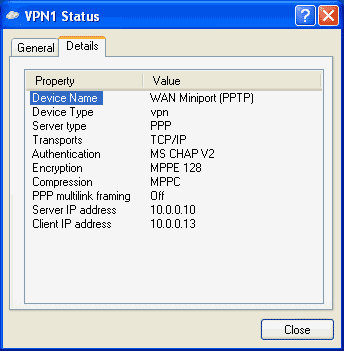 VPN1 Status
General Details
Property Value
Device Name WAN Miniport (PPTP)
Device Type vpn
Server type PPP
Transports TCP/IP
Authentication MS CHAP V2
Encryption MPPE 128
Compression MPPC
PPP multilink framing Off
Server IP address 10.0.0.10
Client IP address 10.0.0.13
Close